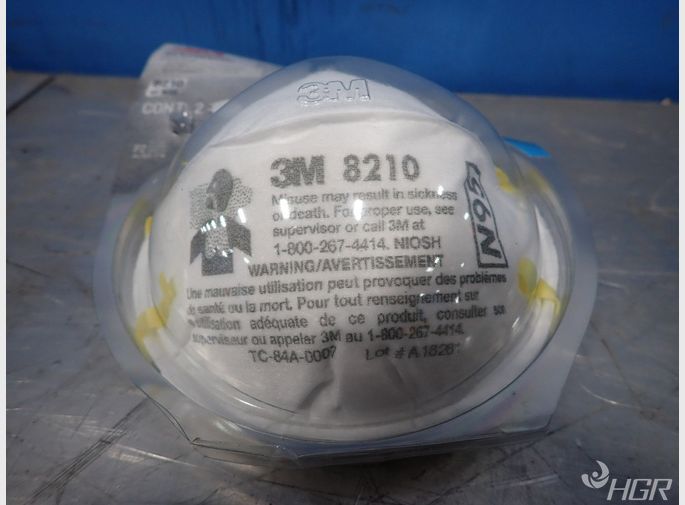 3M
CONT. 2
3M 8210
N95
Misuse may result in sickness
or death. For proper use, see
supervisor or call 3M at
1-800-267-4414. NIOSH
WARNING/AVERTISSEMENT
Une mauvaise utilisation peut provoquer des problèmes
de santé ou la mort. Pour tout renseignement sur
utilisation adéquate de ce produit, consulter
superviseur ou appelar 3M au 1-800-267-4414.
TC-84A-0007 Lot # A1828
HGR